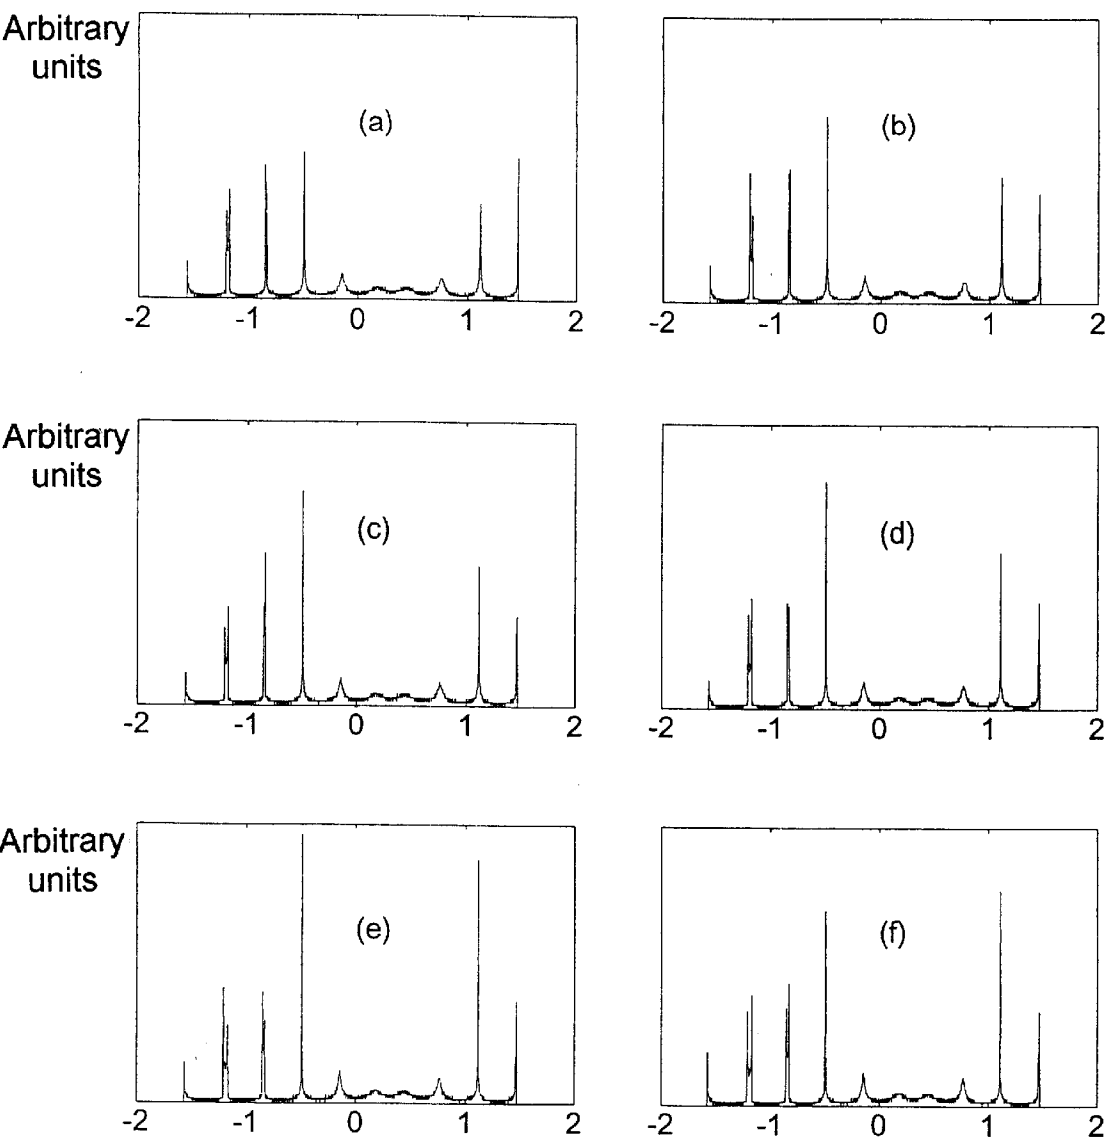 Arbitrary
units
(a)
(b)
-2 -1 0 1 2
-2 -1 0 1 2
Arbitrary
units
(c)
(d)
-2 -1 0 1 2
-2 -1 0 1 2
Arbitrary
units
(e)
(f)
-2 -1 0 1 2
-2 -1 0 1 2